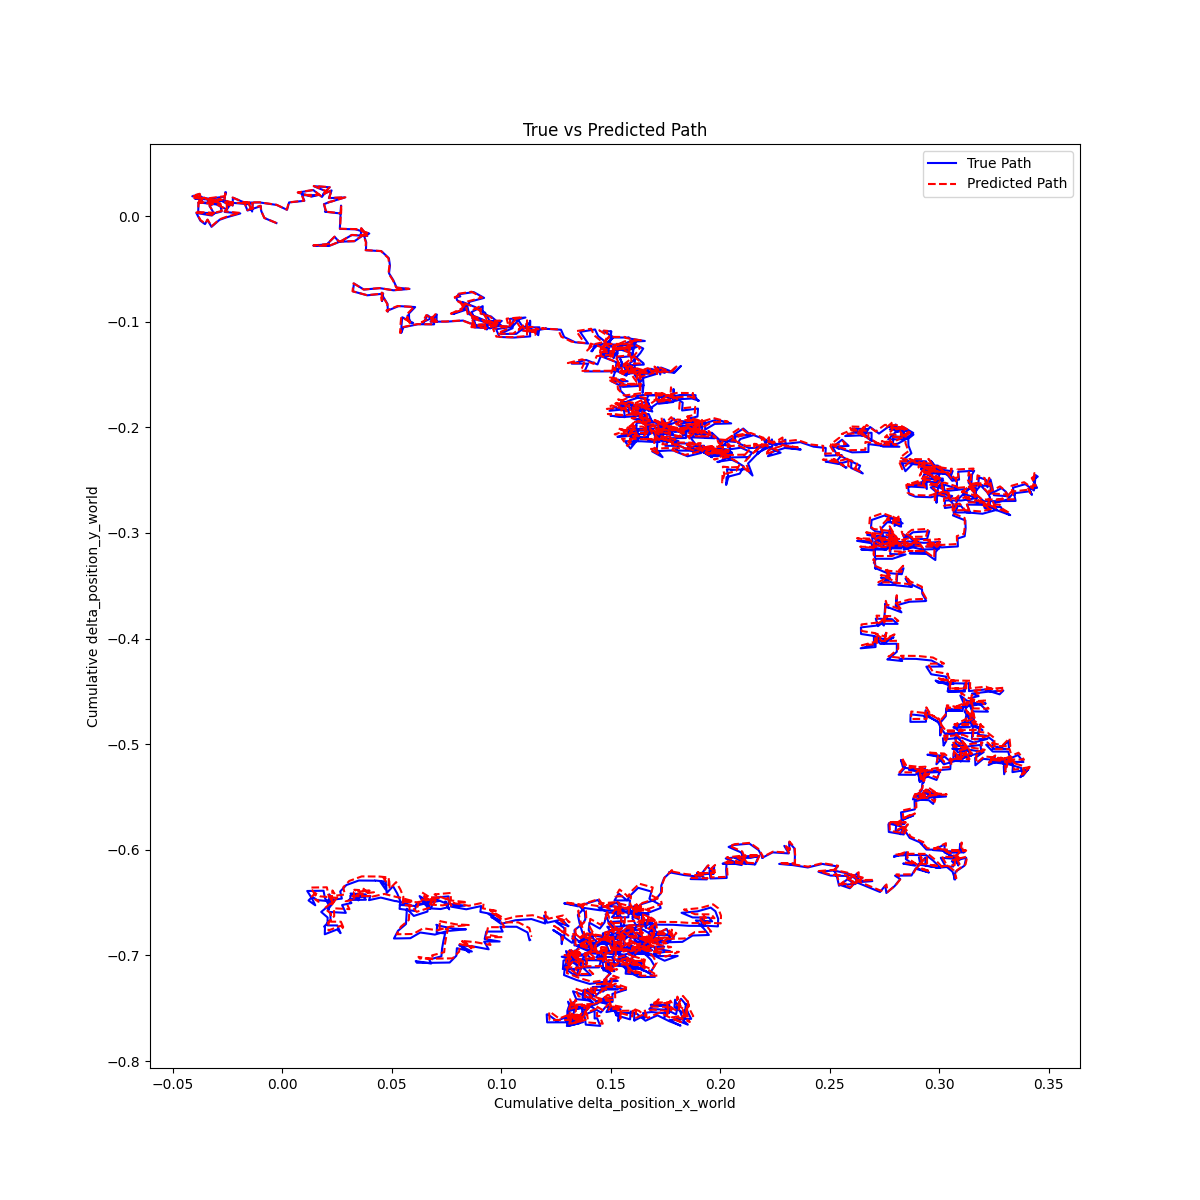 True vs Predicted Path
True Path
Predicted Path
0.0
−0.1
−0.2
−0.3
−0.4
−0.5
−0.6
−0.7
−0.8
Cumulative delta_position_y_world
−0.05 0.00 0.05 0.10 0.15 0.20 0.25 0.30 0.35
Cumulative delta_position_x_world